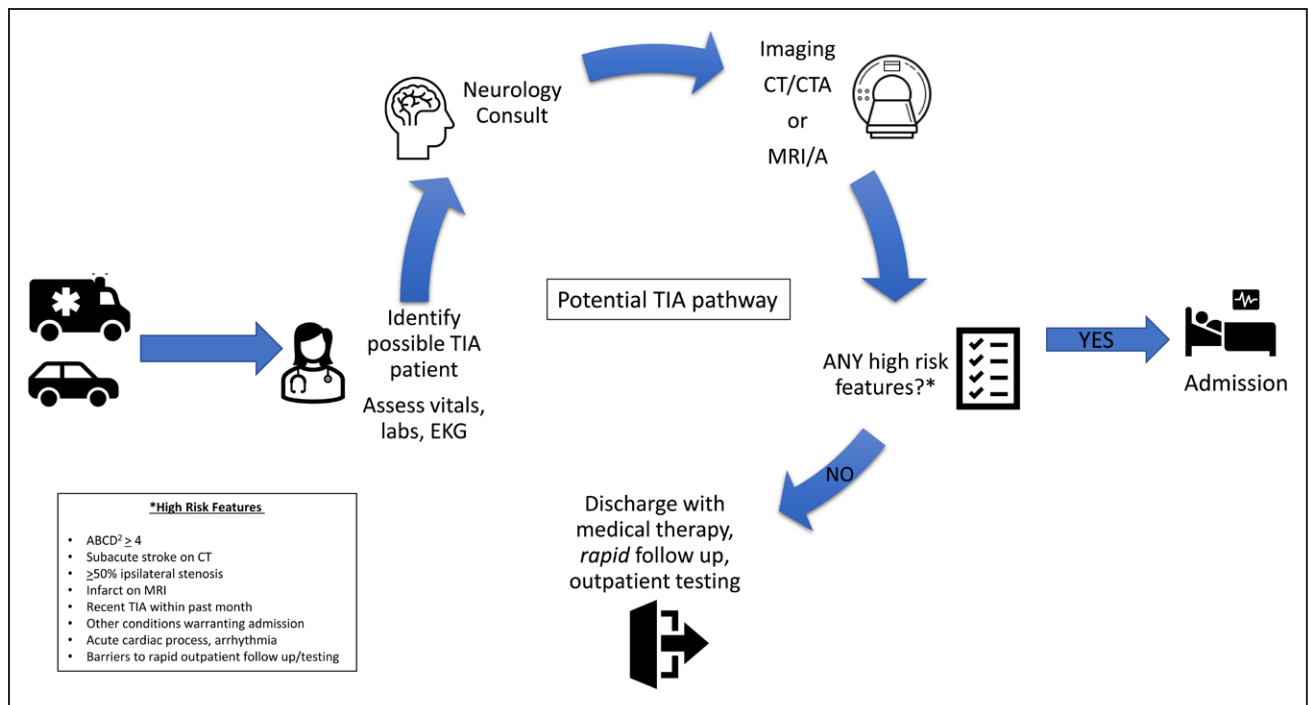 Neurology
Consult
Imaging
CT/CTA
or
MRI/A
Identify
possible TIA
patient
Assess vitals,
labs, EKG
Potential TIA pathway
ANY high risk
features?*
YES
Admission
NO
Discharge with
medical therapy,
rapid follow up,
outpatient testing
*High Risk Features
• ABCD² ≥ 4
• Subacute stroke on CT
• ≥50% ipsilateral stenosis
• Infarct on MRI
• Recent TIA within past month
• Other conditions warranting admission
• Acute cardiac process, arrhythmia
• Barriers to rapid outpatient follow up/testing